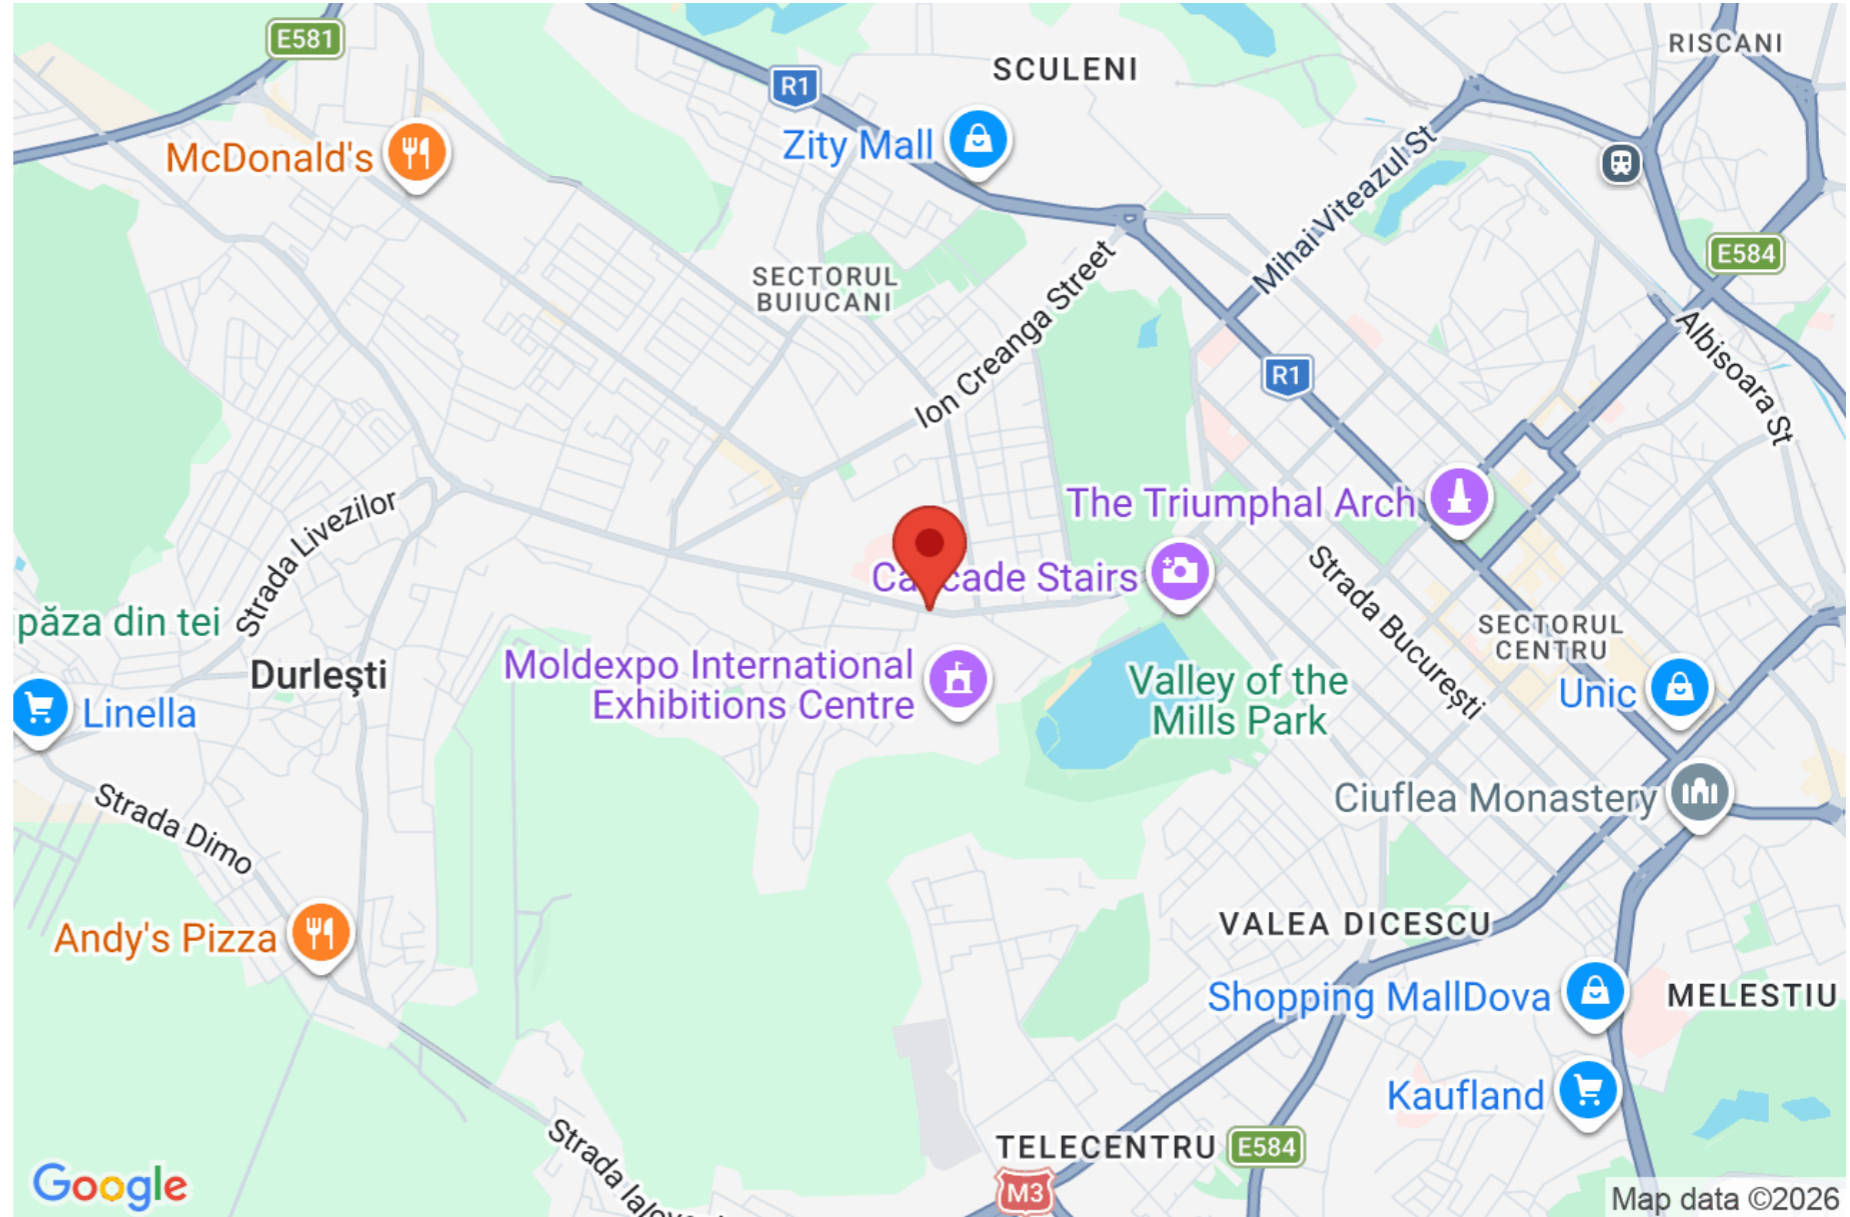 E581
RISCANI
SCULENI
R1
Zity Mall
McDonald's
Mihai Viteazul St
E584
SECTORUL
BUIUCANI
Ion Creanga Street
Albisoara St
R1
The Triumphal Arch
Strada Livezilor
Cascade Stairs
Strada București
păza din tei
SECTORUL
CENTRU
Durleşti
Moldexpo International
Exhibitions Centre
Valley of the
Mills Park
Unic
Linella
Ciuflea Monastery
Strada Dimo
VALEA DICESCU
Andy's Pizza
Shopping MallDova
MELESTIU
Kaufland
TELECENTRU
E584
Strada
M3
Google
Map data ©2026